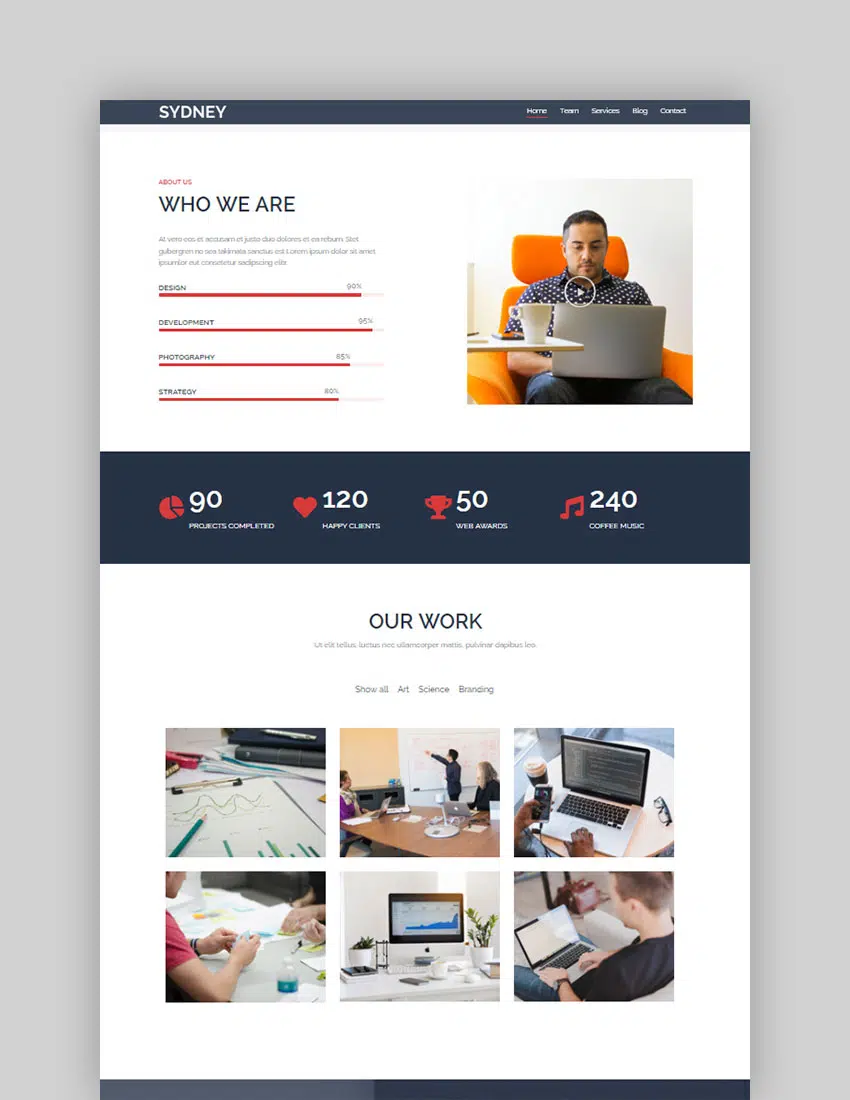 SYDNEY
Home Team Services Blog Contact
ABOUT US
WHO WE ARE
At vero eos et accusam et justo duo dolores et ea rebum. Stet
gubergren no sea takimata sanctus est Lorem ipsum dolor sit amet
ipsumlor eut consetetur sadipscing elitr.
DESIGN 90%
DEVELOPMENT 95%
PHOTOGRAPHY 85%
STRATEGY 80%
90 120 50 240
PROJECTS COMPLETED HAPPY CLIENTS WEB AWARDS COFFEE MUSIC
OUR WORK
Ut elit tellus, luctus nec ullamcorper mattis, pulvinar dapibus leo.
Show all Art Science Branding